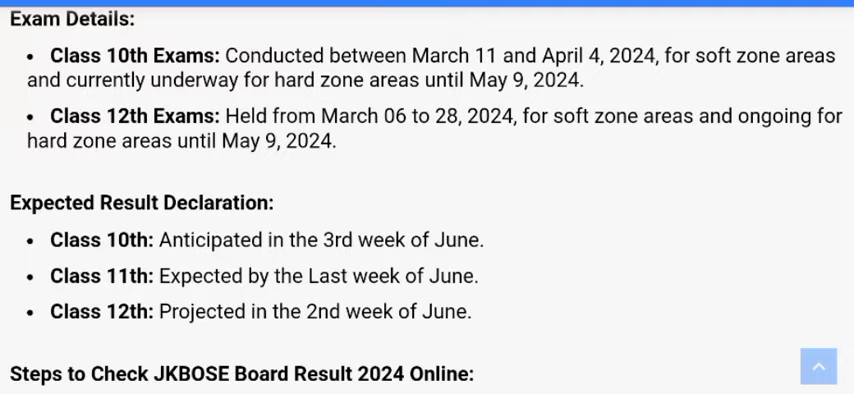 Exam Details:
• Class 10th Exams: Conducted between March 11 and April 4, 2024, for soft zone areas
and currently underway for hard zone areas until May 9, 2024.
• Class 12th Exams: Held from March 06 to 28, 2024, for soft zone areas and ongoing for
hard zone areas until May 9, 2024.
Expected Result Declaration:
• Class 10th: Anticipated in the 3rd week of June.
• Class 11th: Expected by the Last week of June.
• Class 12th: Projected in the 2nd week of June.
Steps to Check JKBOSE Board Result 2024 Online: